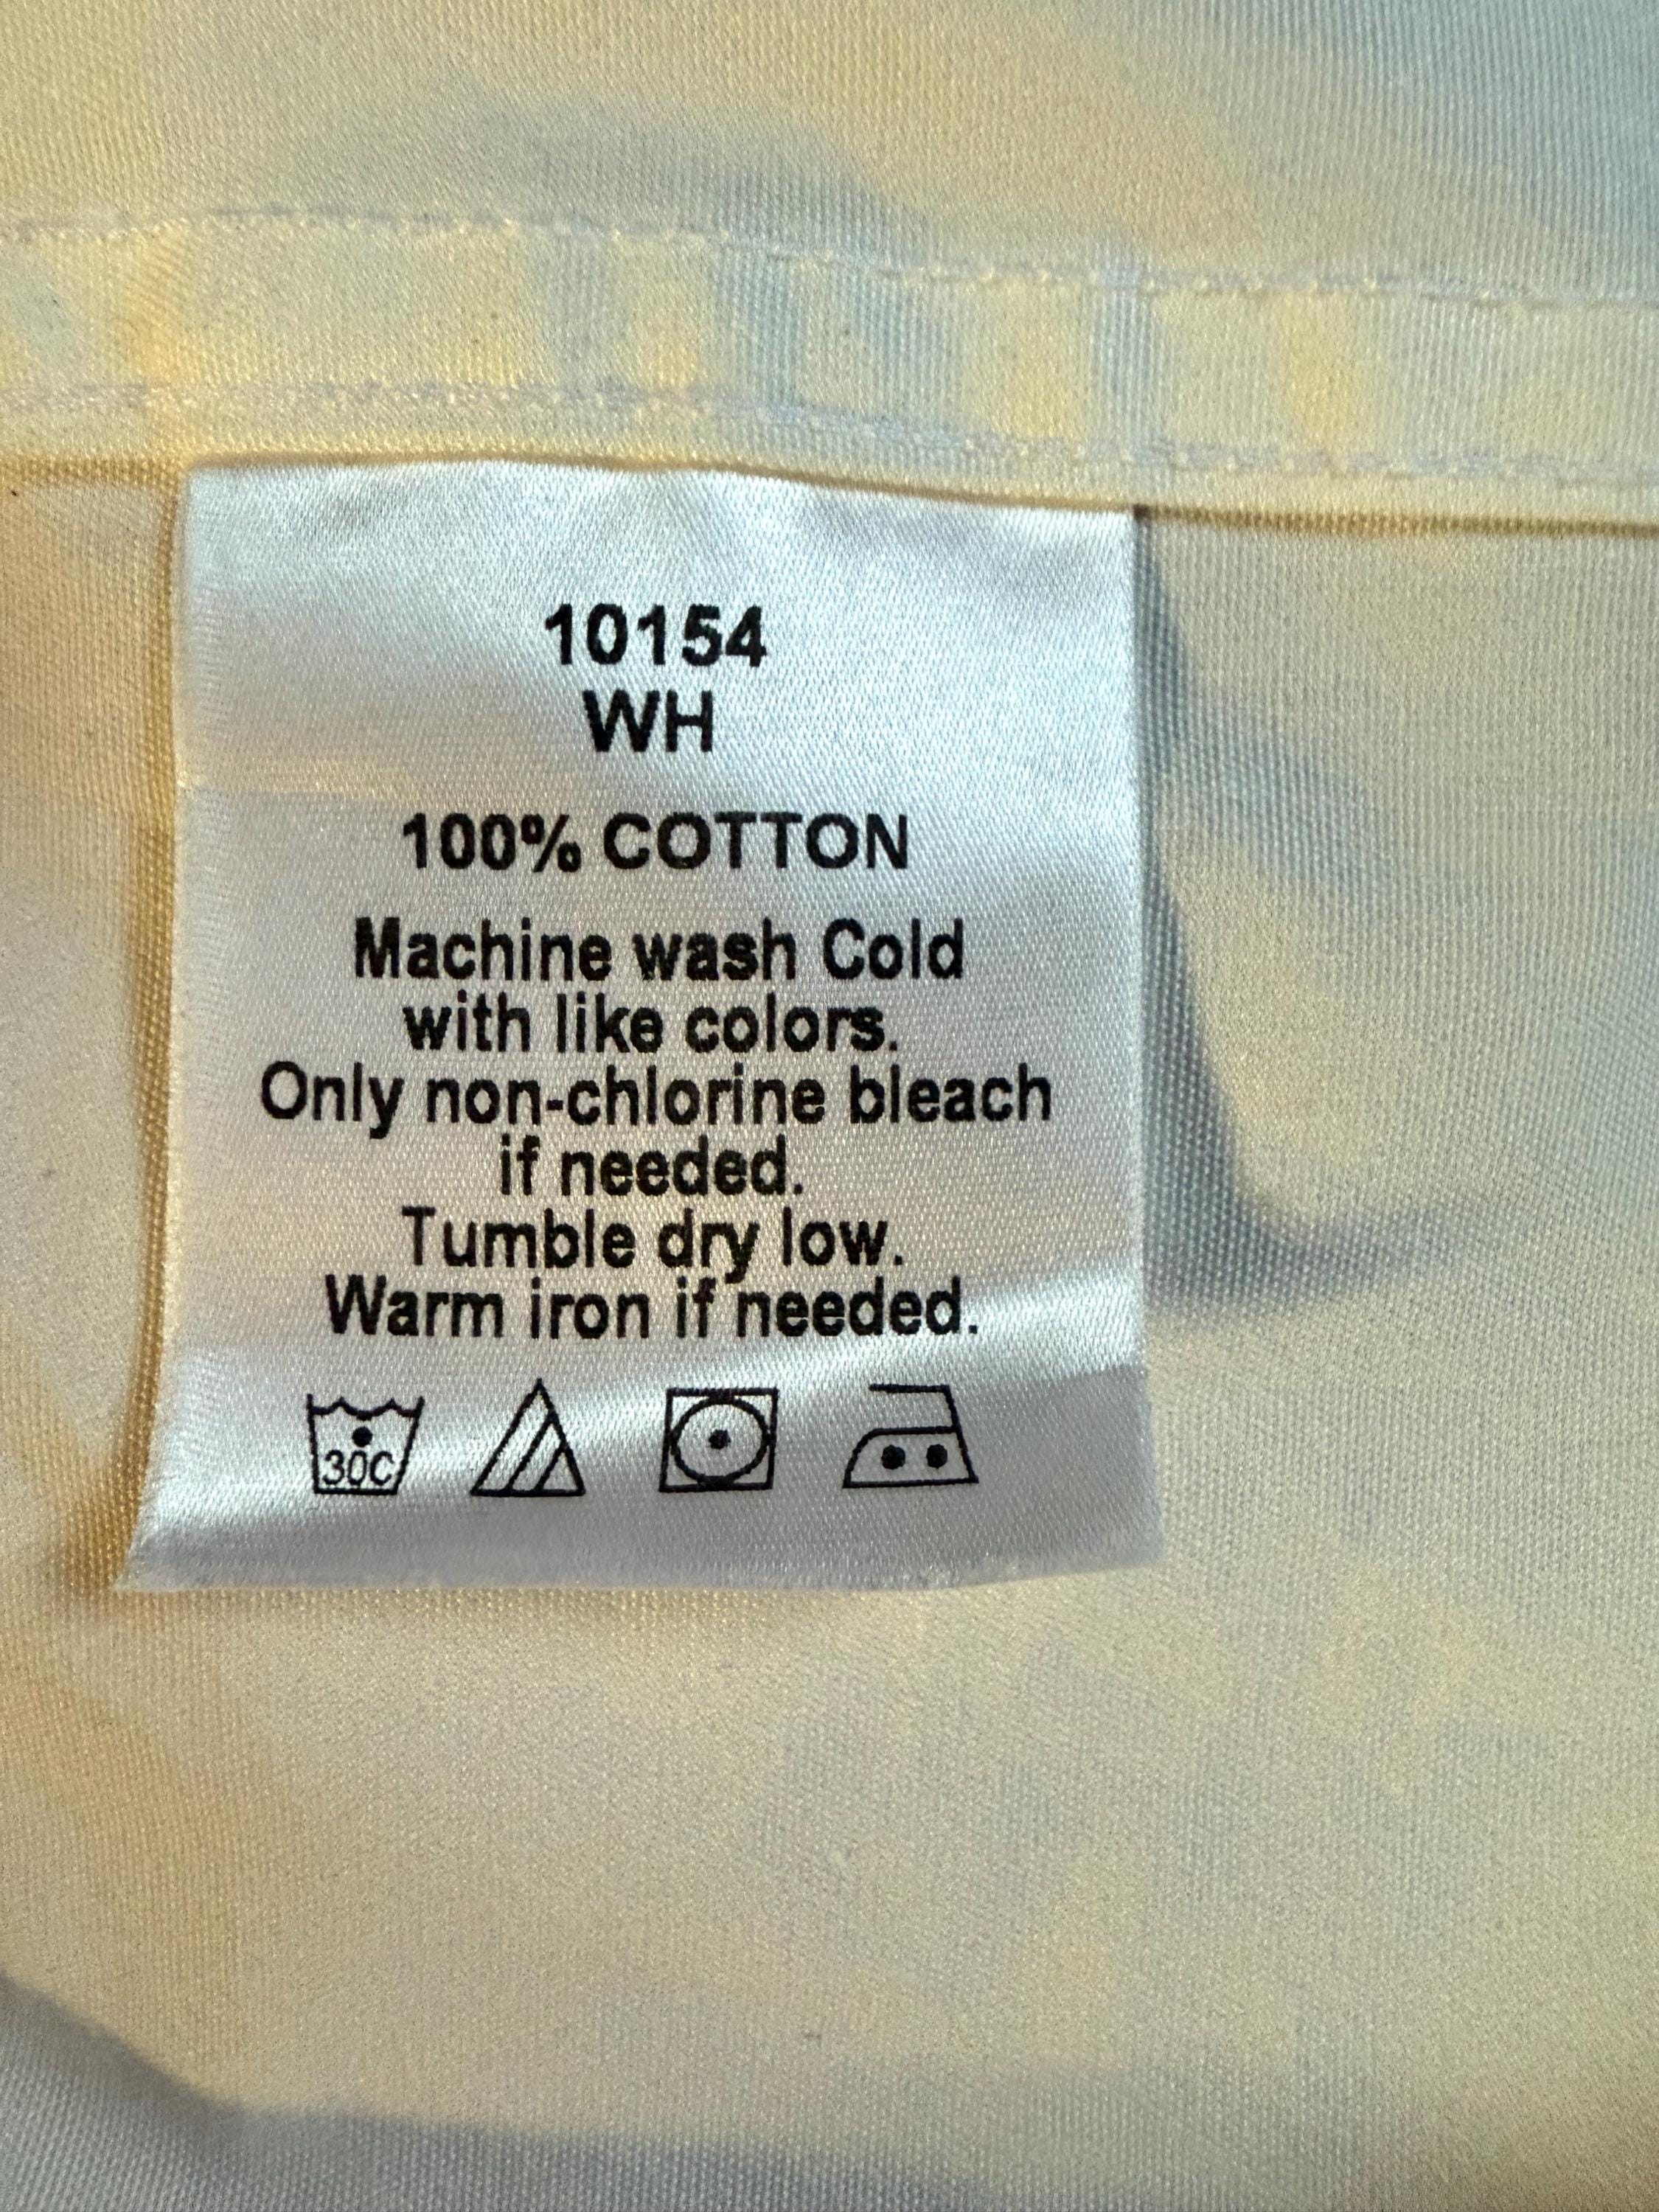 10154
WH
100% COTTON
Machine wash Cold
with like colors.
Only non-chlorine bleach
if needed.
Tumble dry low.
Warm iron if needed.
30C